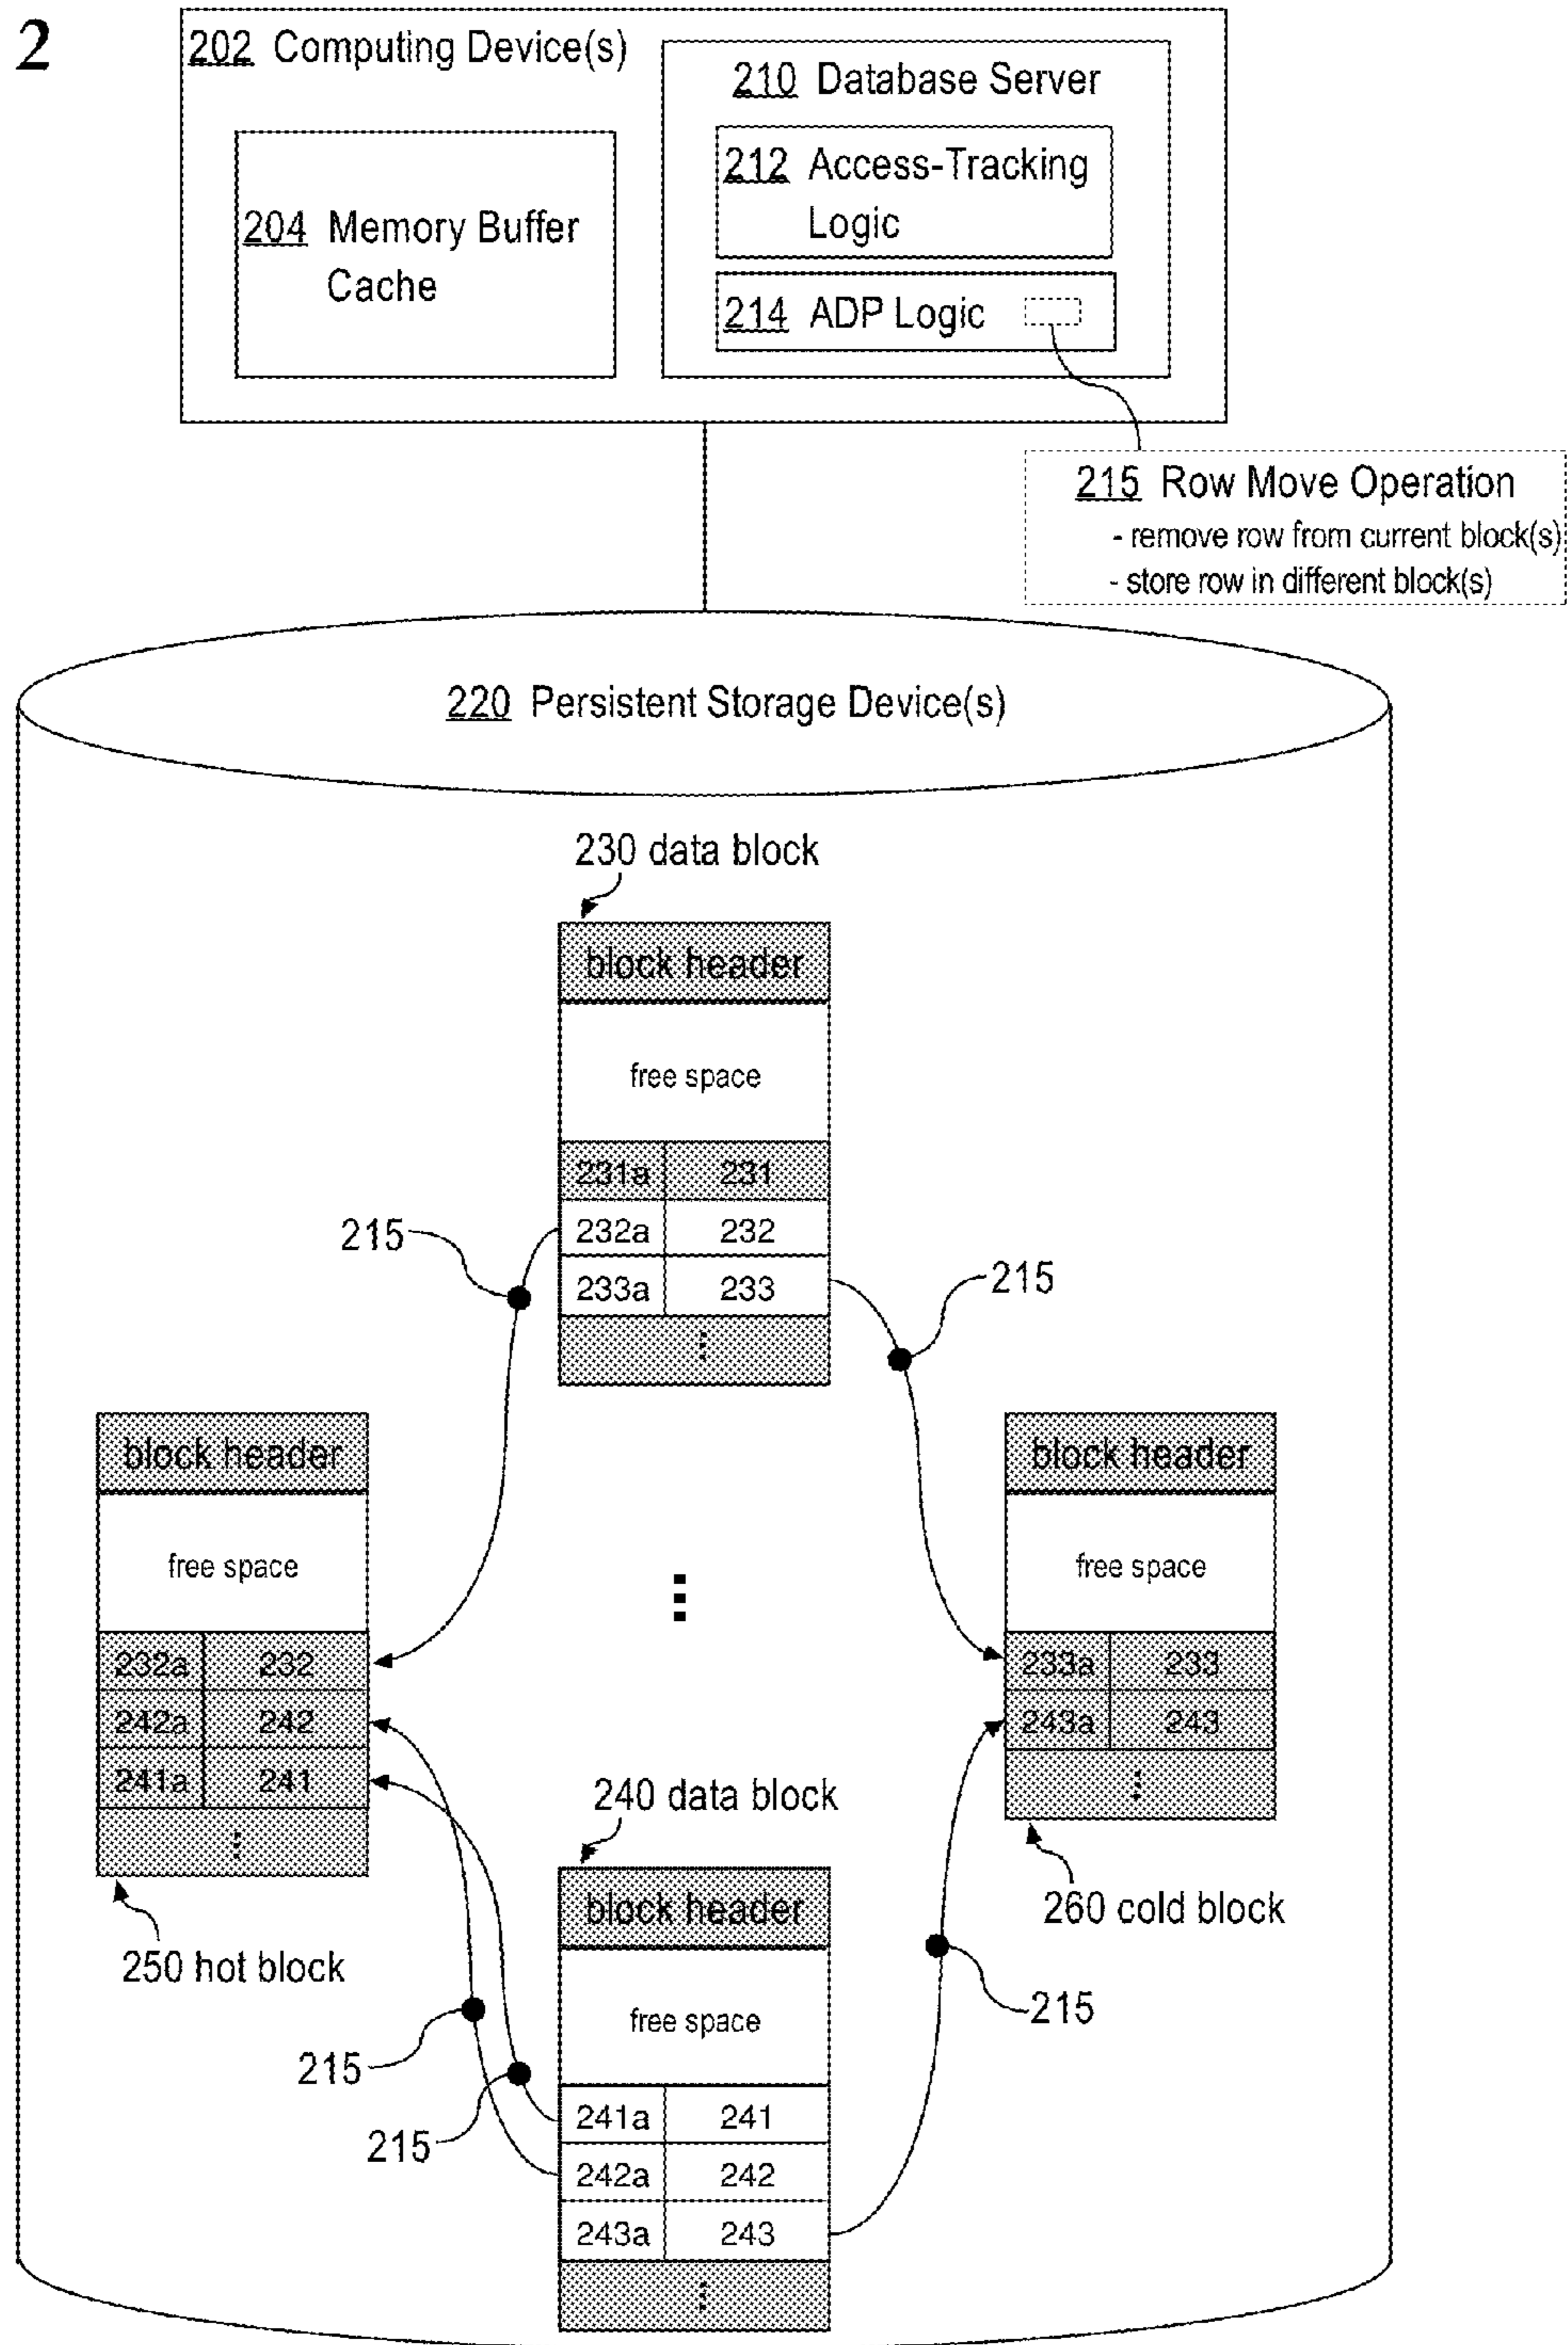 2
202 Computing Device(s)
204 Memory Buffer
Cache
210 Database Server
212 Access-Tracking
Logic
214 ADP Logic
215 Row Move Operation
- remove row from current block(s)
- store row in different block(s)
220 Persistent Storage Device(s)
230 data block
block header
free space
231a 231
232a 232
233a 233
⋮
215
215
block header
free space
232a 232
242a 242
241a 241
⋮
250 hot block
⋮
block header
free space
233a 233
243a 243
⋮
260 cold block
240 data block
block header
free space
241a 241
242a 242
243a 243
⋮
215
215
215